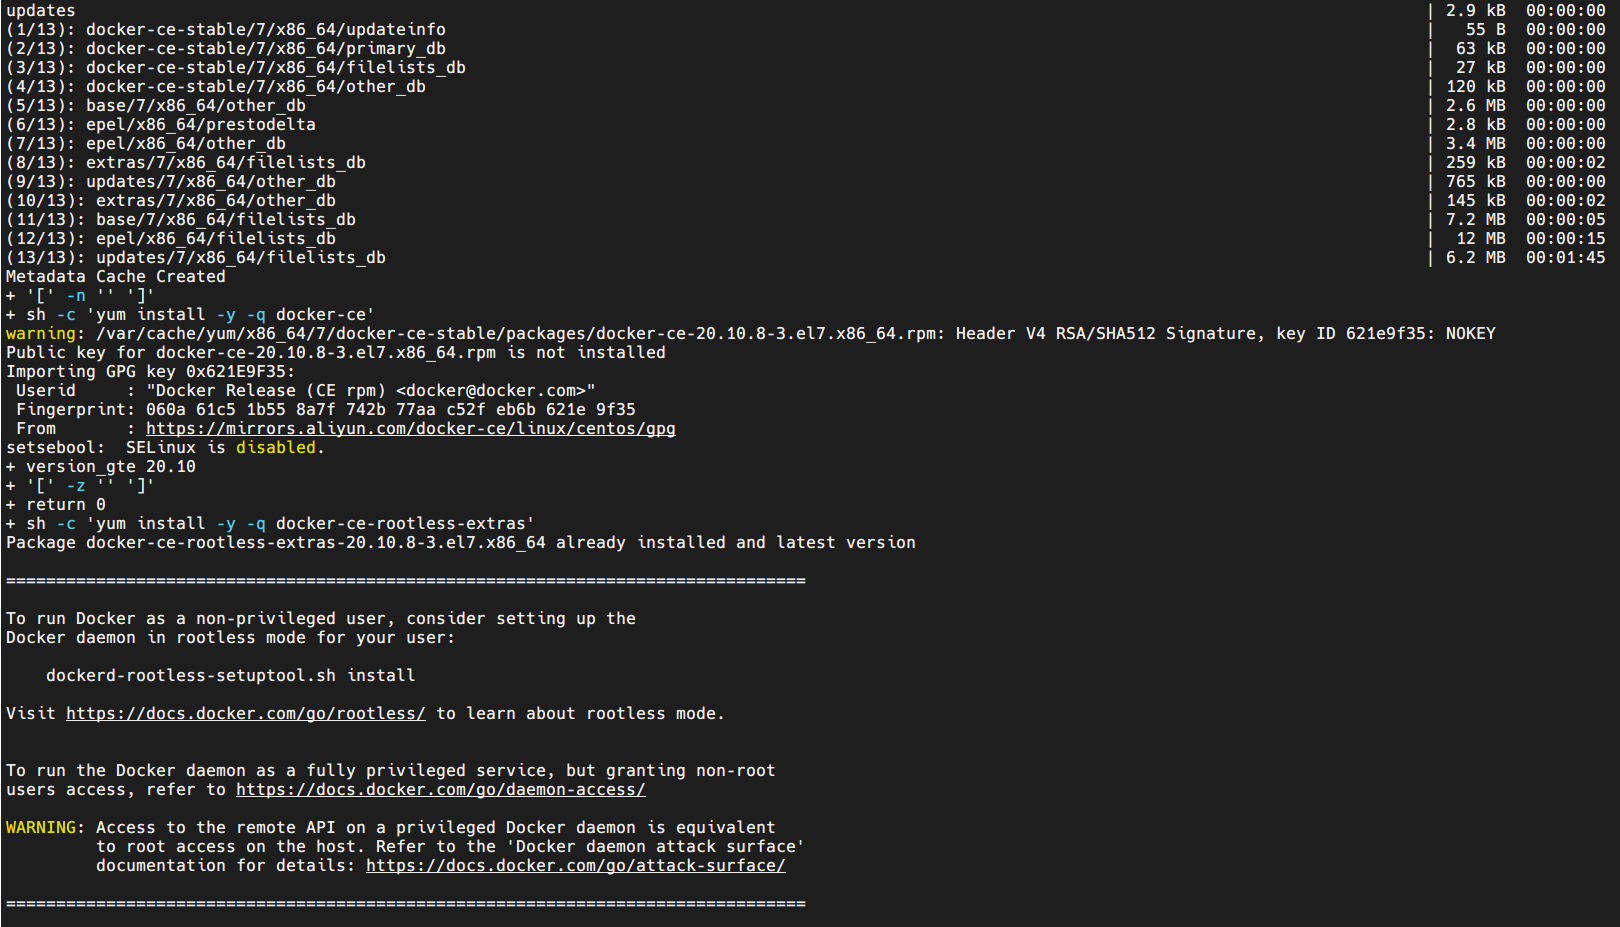 updates | 2.9 kB 00:00:00
(1/13): docker-ce-stable/7/x86_64/updateinfo | 55 B 00:00:00
(2/13): docker-ce-stable/7/x86_64/primary_db | 63 kB 00:00:00
(3/13): docker-ce-stable/7/x86_64/filelists_db | 27 kB 00:00:00
(4/13): docker-ce-stable/7/x86_64/other_db | 120 kB 00:00:00
(5/13): base/7/x86_64/other_db | 2.6 MB 00:00:00
(6/13): epel/x86_64/prestodelta | 2.8 kB 00:00:00
(7/13): epel/x86_64/other_db | 3.4 MB 00:00:00
(8/13): extras/7/x86_64/filelists_db | 259 kB 00:00:02
(9/13): updates/7/x86_64/other_db | 765 kB 00:00:00
(10/13): extras/7/x86_64/other_db | 145 kB 00:00:02
(11/13): base/7/x86_64/filelists_db | 7.2 MB 00:00:05
(12/13): epel/x86_64/filelists_db | 12 MB 00:00:15
(13/13): updates/7/x86_64/filelists_db | 6.2 MB 00:01:45
Metadata Cache Created
+ '[' -n '' ']'
+ sh -c 'yum install -y -q docker-ce'
warning: /var/cache/yum/x86_64/7/docker-ce-stable/packages/docker-ce-20.10.8-3.el7.x86_64.rpm: Header V4 RSA/SHA512 Signature, key ID 621e9f35: NOKEY
Public key for docker-ce-20.10.8-3.el7.x86_64.rpm is not installed
Importing GPG key 0x621E9F35:
 Userid     : "Docker Release (CE rpm) <docker@docker.com>"
 Fingerprint: 060a 61c5 1b55 8a7f 742b 77aa c52f eb6b 621e 9f35
 From       : https://mirrors.aliyun.com/docker-ce/linux/centos/gpg
setsebool:  SELinux is disabled.
+ version_gte 20.10
+ '[' -z '' ']'
+ return 0
+ sh -c 'yum install -y -q docker-ce-rootless-extras'
Package docker-ce-rootless-extras-20.10.8-3.el7.x86_64 already installed and latest version
================================================================================
To run Docker as a non-privileged user, consider setting up the
Docker daemon in rootless mode for your user:
    dockerd-rootless-setuptool.sh install
Visit https://docs.docker.com/go/rootless/ to learn about rootless mode.
To run the Docker daemon as a fully privileged service, but granting non-root
users access, refer to https://docs.docker.com/go/daemon-access/
WARNING: Access to the remote API on a privileged Docker daemon is equivalent
         to root access on the host. Refer to the 'Docker daemon attack surface'
         documentation for details: https://docs.docker.com/go/attack-surface/
================================================================================